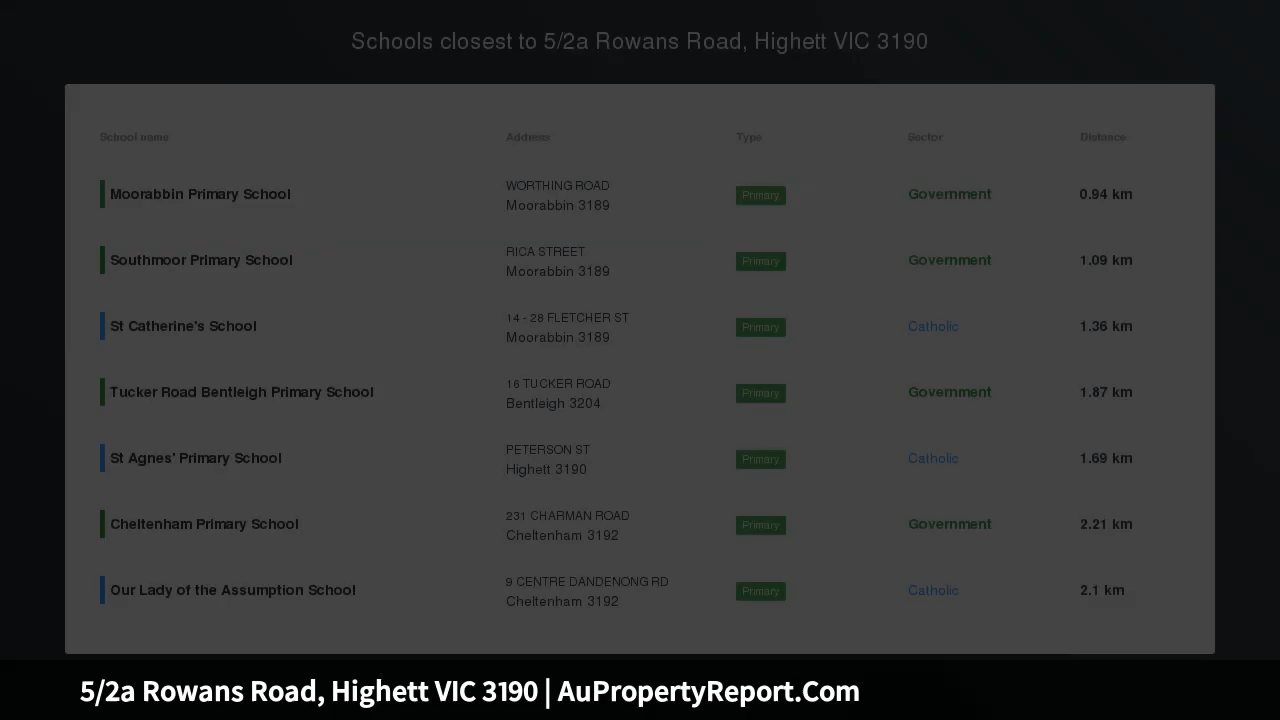 Schools closest to 5/2a Rowans Road, Highett VIC 3190
School name Address Type Sector Distance
Moorabbin Primary School WORTHING ROAD Moorabbin 3189 Primary Government 0.94 km
Southmoor Primary School RICA STREET Moorabbin 3189 Primary Government 1.09 km
St Catherine's School 14 - 28 FLETCHER ST Moorabbin 3189 Primary Catholic 1.36 km
Tucker Road Bentleigh Primary School 16 TUCKER ROAD Bentleigh 3204 Primary Government 1.87 km
St Agnes' Primary School PETERSON ST Highett 3190 Primary Catholic 1.69 km
Cheltenham Primary School 231 CHARMAN ROAD Cheltenham 3192 Primary Government 2.21 km
Our Lady of the Assumption School 9 CENTRE DANDENONG RD Cheltenham 3192 Primary Catholic 2.1 km
5/2a Rowans Road, Highett VIC 3190 | AuPropertyReport.Com